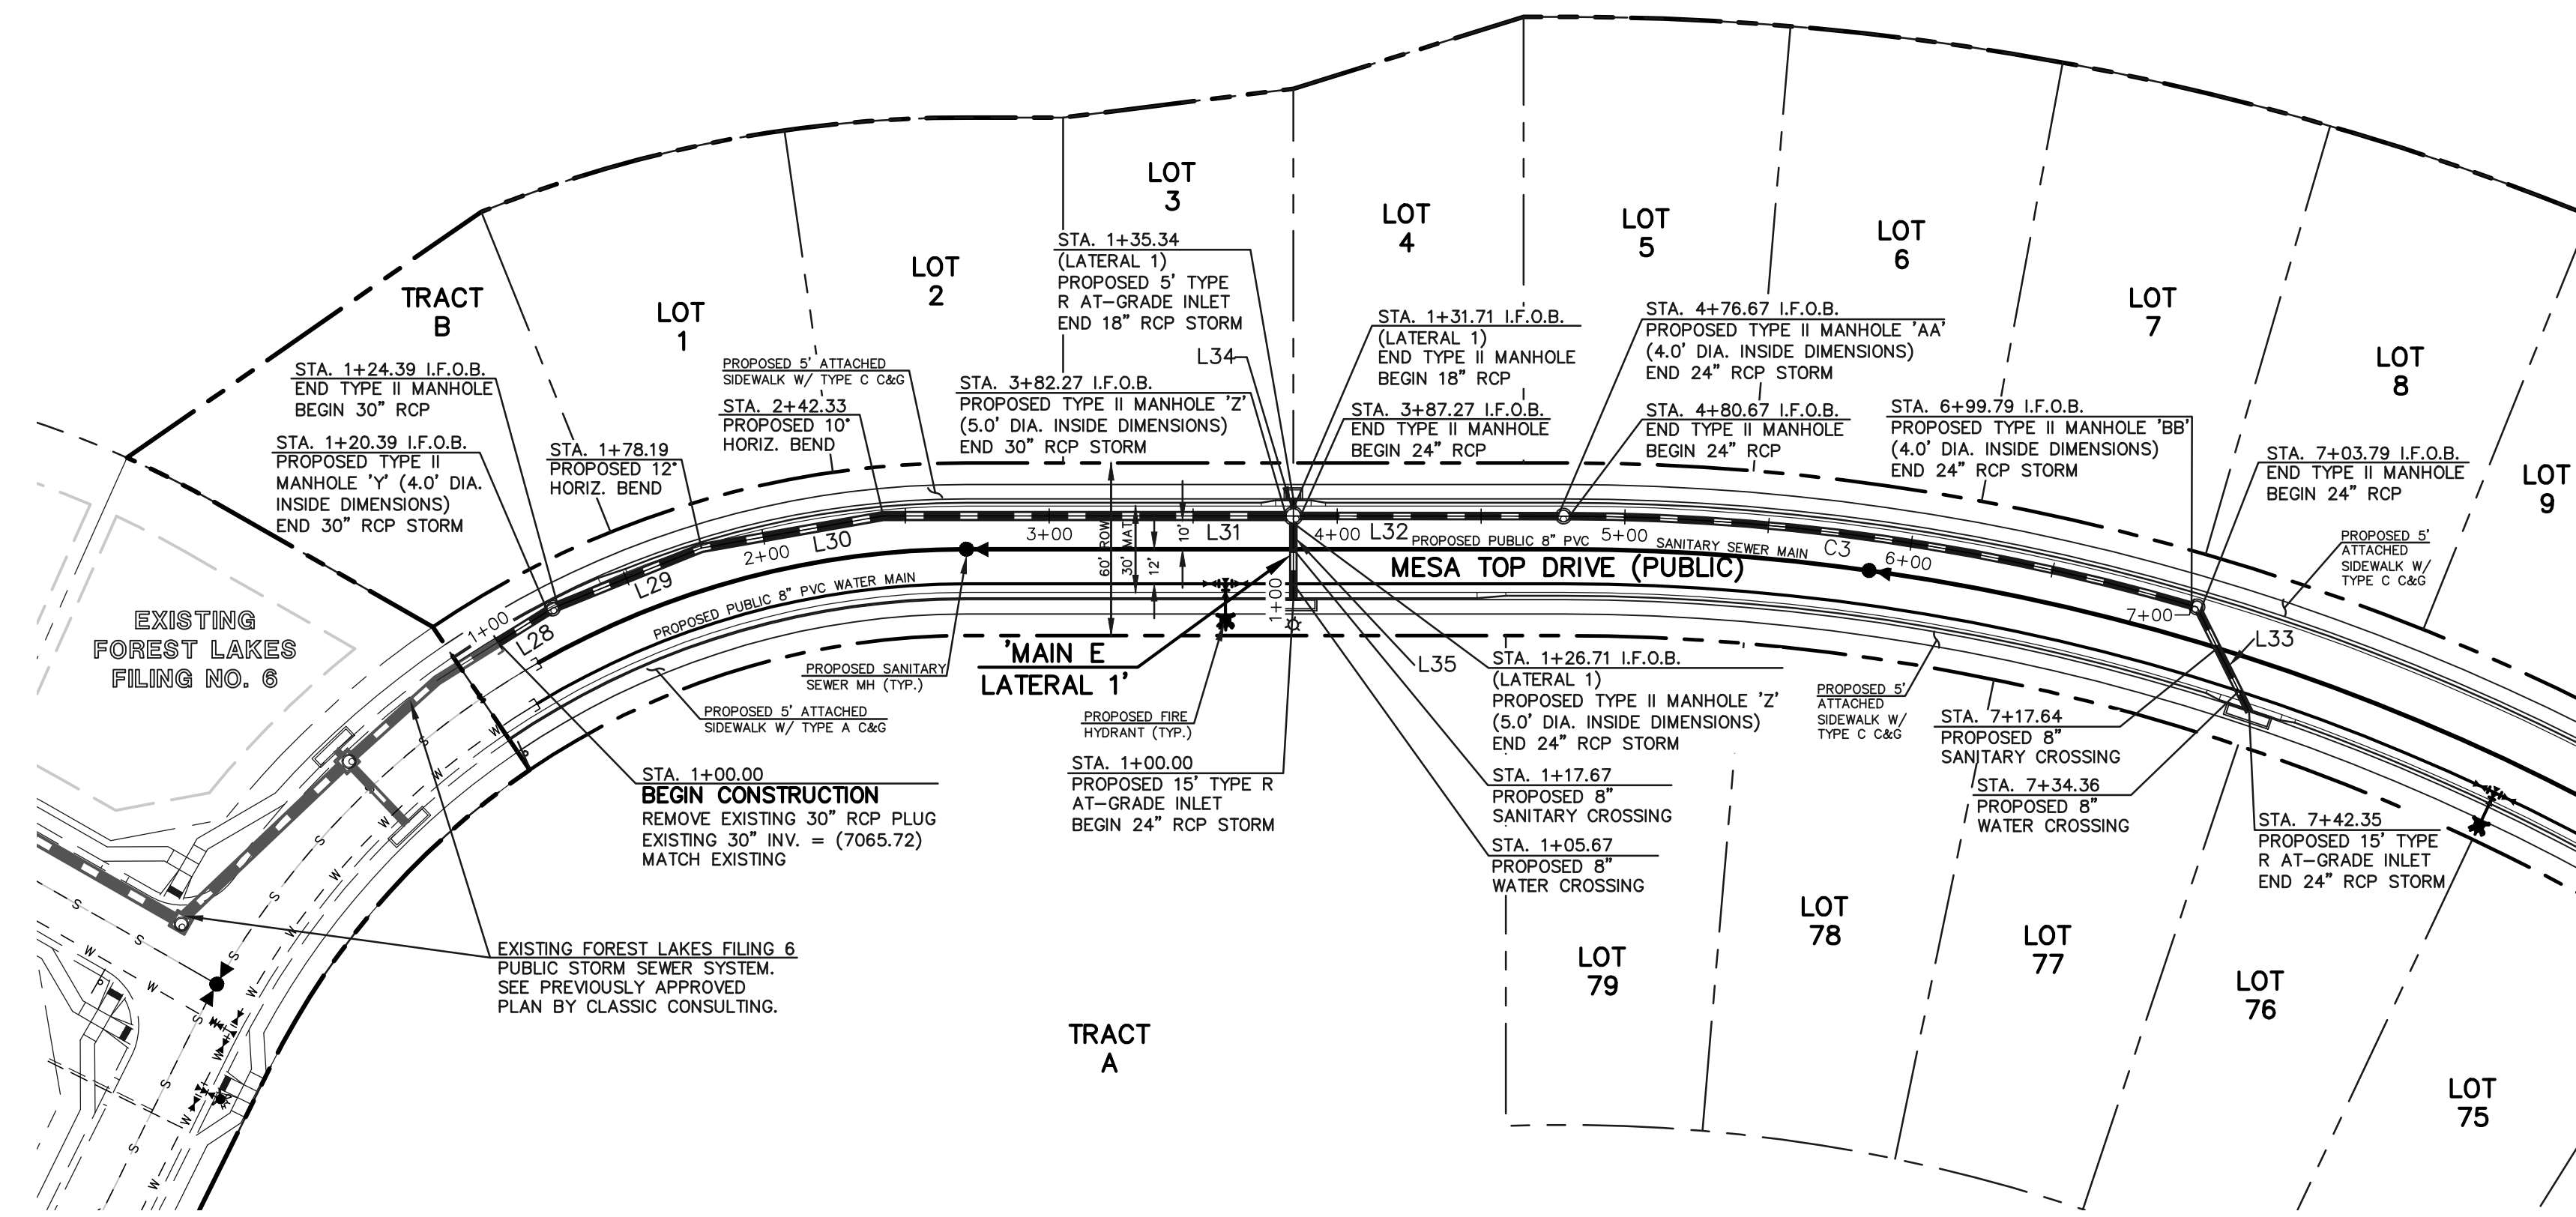 LOT
3
LOT
4
LOT
5
LOT
6
LOT
7
LOT
8
LOT
9
LOT
2
LOT
1
TRACT
B
STA. 1+35.34
(LATERAL 1)
PROPOSED 5' TYPE
R AT-GRADE INLET
END 18" RCP STORM
L34
STA. 1+31.71 I.F.O.B.
(LATERAL 1)
END TYPE II MANHOLE
BEGIN 18" RCP
STA. 4+76.67 I.F.O.B.
PROPOSED TYPE II MANHOLE 'AA'
(4.0' DIA. INSIDE DIMENSIONS)
END 24" RCP STORM
STA. 1+24.39 I.F.O.B.
END TYPE II MANHOLE
BEGIN 30" RCP
PROPOSED 5' ATTACHED
SIDEWALK W/ TYPE C C&G
STA. 3+82.27 I.F.O.B.
PROPOSED TYPE II MANHOLE 'Z'
(5.0' DIA. INSIDE DIMENSIONS)
END 30" RCP STORM
STA. 2+42.33
PROPOSED 10°
HORIZ. BEND
STA. 3+87.27 I.F.O.B.
END TYPE II MANHOLE
BEGIN 24" RCP
STA. 4+80.67 I.F.O.B.
END TYPE II MANHOLE
BEGIN 24" RCP
STA. 6+99.79 I.F.O.B.
PROPOSED TYPE II MANHOLE 'BB'
(4.0' DIA. INSIDE DIMENSIONS)
END 24" RCP STORM
STA. 1+20.39 I.F.O.B.
PROPOSED TYPE II
MANHOLE 'Y' (4.0' DIA.
INSIDE DIMENSIONS)
END 30" RCP STORM
STA. 1+78.19
PROPOSED 12°
HORIZ. BEND
STA. 7+03.79 I.F.O.B.
END TYPE II MANHOLE
BEGIN 24" RCP
PROPOSED 5'
ATTACHED
SIDEWALK W/
TYPE C C&G
1+00
L28
L29
2+00
L30
3+00
60' ROW
30' MAT
12'
10'
L31
4+00
L32
PROPOSED PUBLIC 8" PVC SANITARY SEWER MAIN
5+00
C3
6+00
7+00
L33
MESA TOP DRIVE (PUBLIC)
PROPOSED PUBLIC 8" PVC WATER MAIN
1+00
EXISTING
FOREST LAKES
FILING NO. 6
'MAIN E
LATERAL 1'
L35
PROPOSED SANITARY
SEWER MH (TYP.)
PROPOSED 5' ATTACHED
SIDEWALK W/ TYPE A C&G
PROPOSED FIRE
HYDRANT (TYP.)
STA. 1+26.71 I.F.O.B.
(LATERAL 1)
PROPOSED TYPE II MANHOLE 'Z'
(5.0' DIA. INSIDE DIMENSIONS)
END 24" RCP STORM
PROPOSED 5'
ATTACHED
SIDEWALK W/
TYPE C C&G
STA. 7+17.64
PROPOSED 8"
SANITARY CROSSING
STA. 1+00.00
BEGIN CONSTRUCTION
REMOVE EXISTING 30" RCP PLUG
EXISTING 30" INV. = (7065.72)
MATCH EXISTING
STA. 1+00.00
PROPOSED 15' TYPE R
AT-GRADE INLET
BEGIN 24" RCP STORM
STA. 1+17.67
PROPOSED 8"
SANITARY CROSSING
STA. 7+34.36
PROPOSED 8"
WATER CROSSING
STA. 1+05.67
PROPOSED 8"
WATER CROSSING
STA. 7+42.35
PROPOSED 15' TYPE
R AT-GRADE INLET
END 24" RCP STORM
EXISTING FOREST LAKES FILING 6
PUBLIC STORM SEWER SYSTEM.
SEE PREVIOUSLY APPROVED
PLAN BY CLASSIC CONSULTING.
LOT
79
LOT
78
LOT
77
LOT
76
LOT
75
TRACT
A
S
S
S
S
S
S
S
S
S
W
W
W
W
W
W
W
W
W
W
W